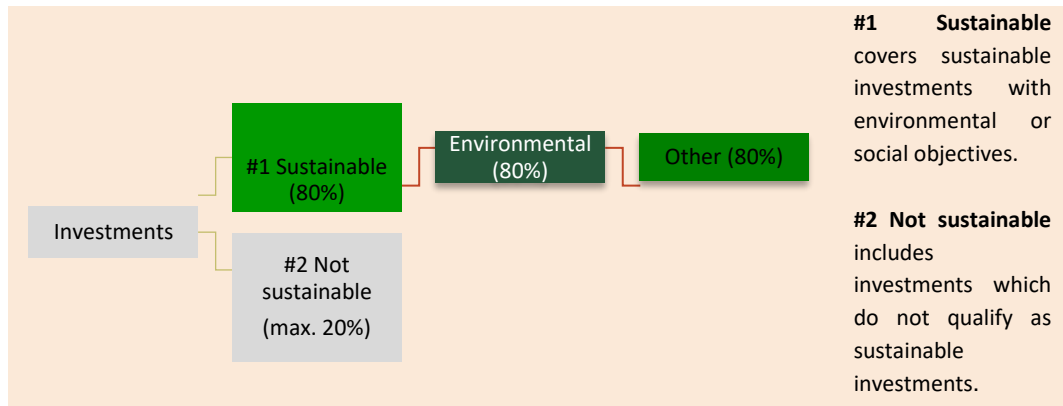 Investments
#1 Sustainable
(80%)
#2 Not
sustainable
(max. 20%)
Environmental
(80%)
Other (80%)
#1 Sustainable
covers sustainable
investments with
environmental or
social objectives.
#2 Not sustainable
includes
investments which
do not qualify as
sustainable
investments.